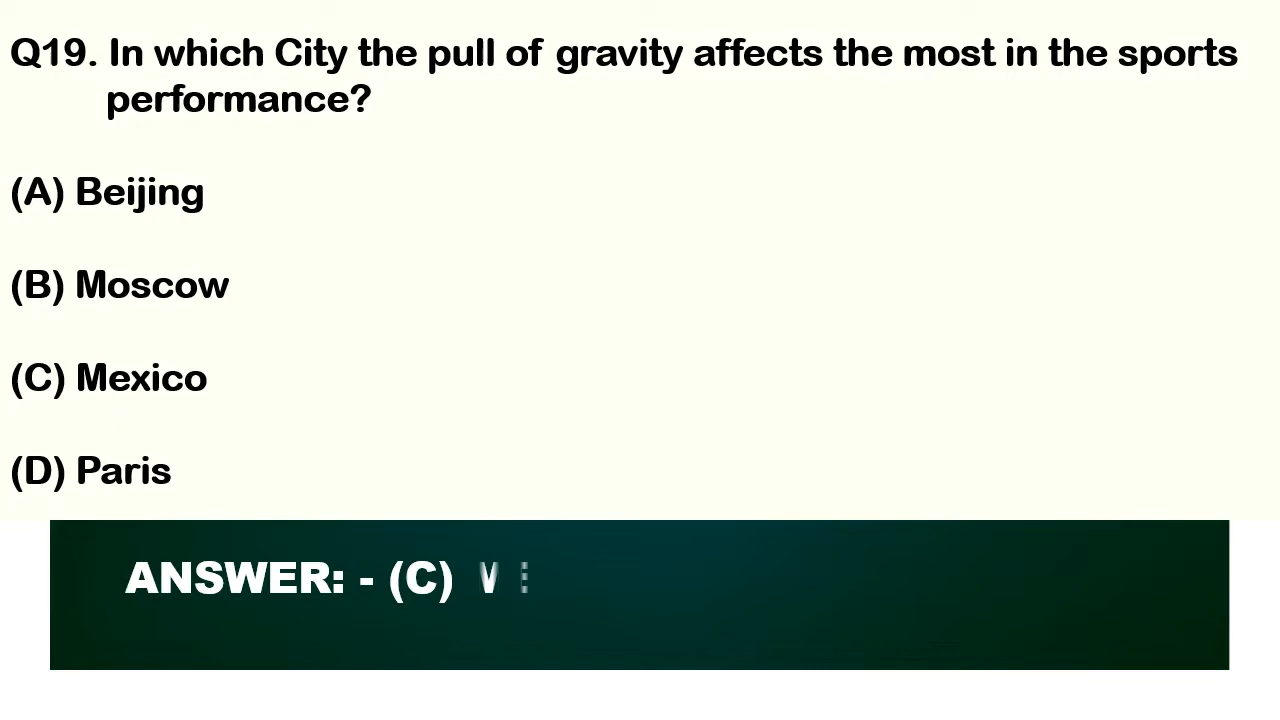 Q19. In which City the pull of gravity affects the most in the sports
performance?
(A) Beijing
(B) Moscow
(C) Mexico
(D) Paris
ANSWER: - (C)